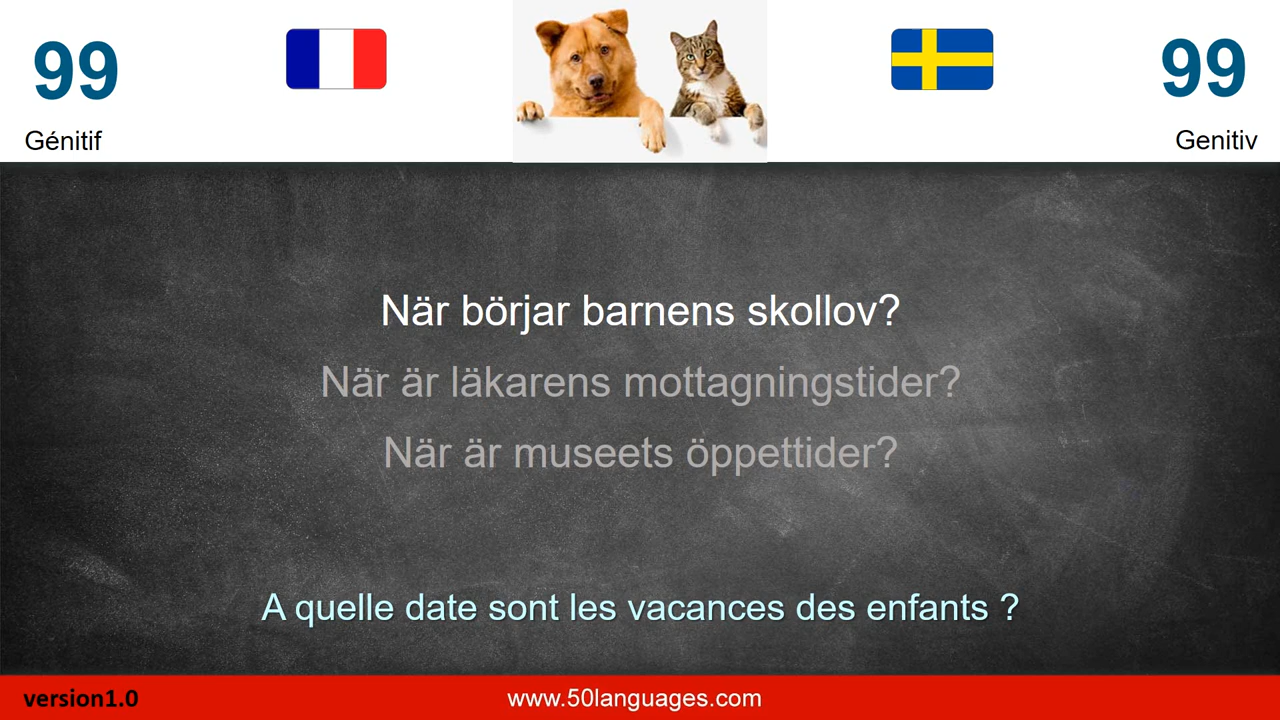 99
99
Génitif
Genitiv
När börjar barnens skollov?
När är läkarens mottagningstider?
När är museets öppettider?
A quelle date sont les vacances des enfants ?
version1.0
www.50languages.com